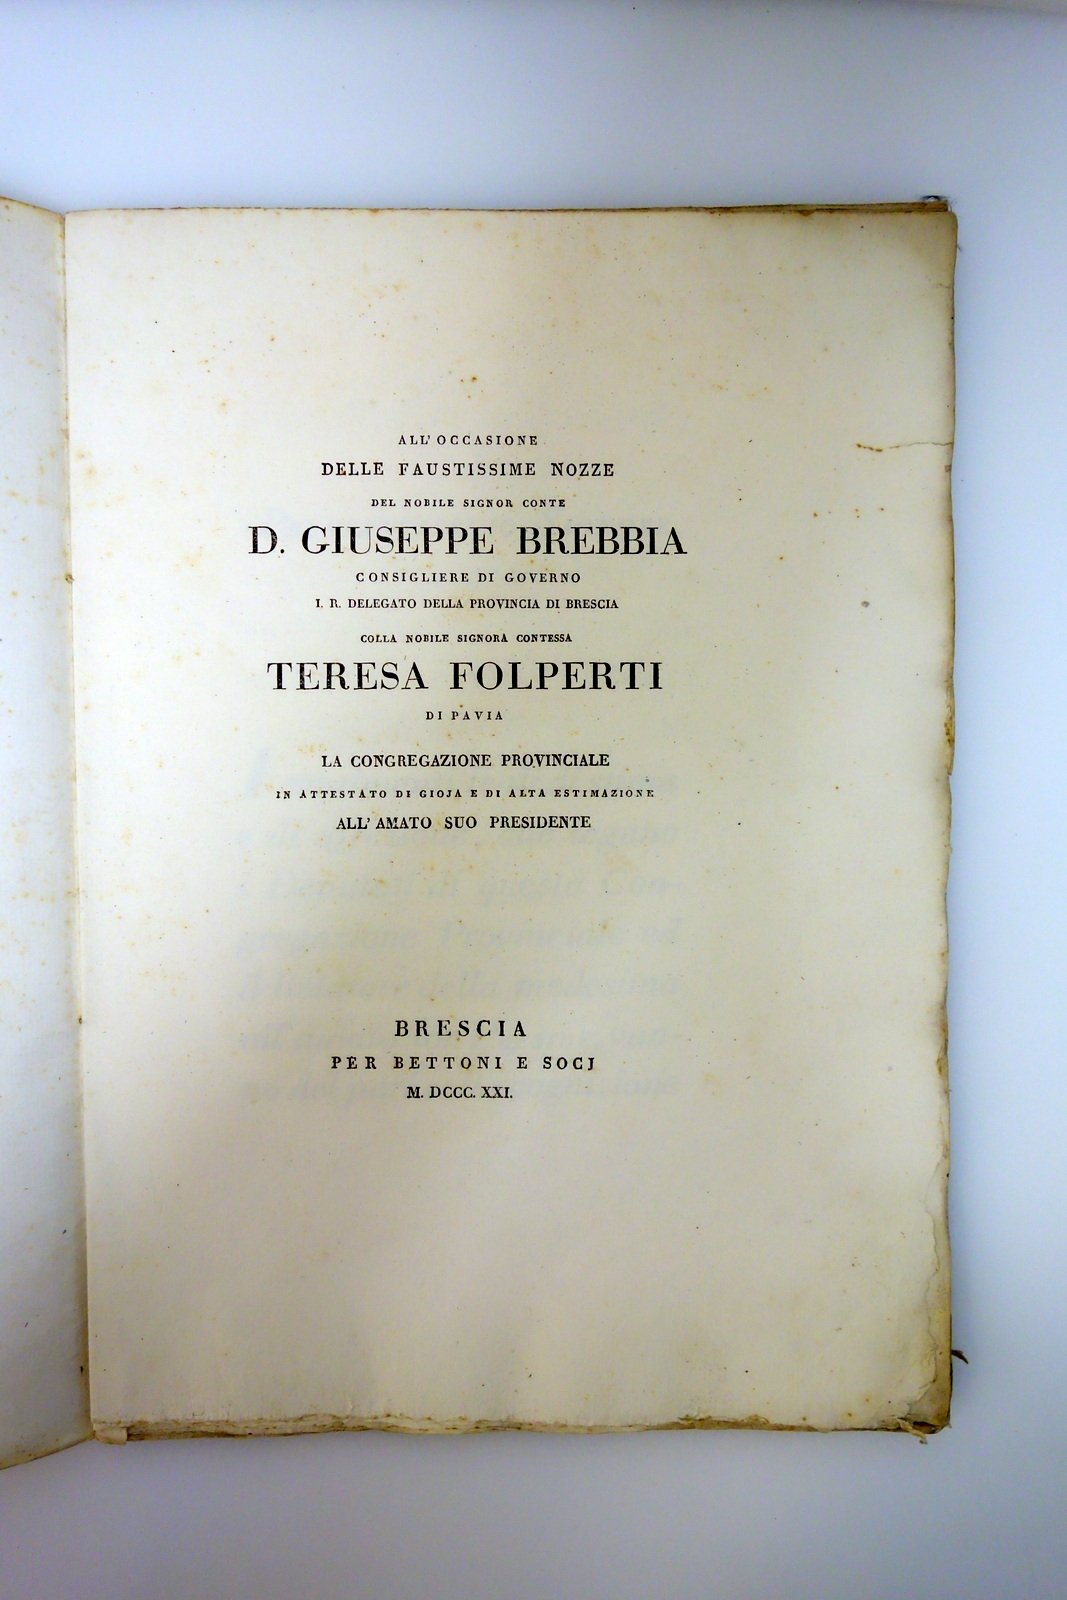 ALL' OCCASIONE
DELLE FAUSTISSIME NOZZE
DEL NOBILE SIGNOR CONTE
D. GIUSEPPE BREBBIA
CONSIGLIERE DI GOVERNO
I. R. DELEGATO DELLA PROVINCIA DI BRESCIA
COLLA NOBILE SIGNORA CONTESSA
TERESA FOLPERTI
DI PAVIA
LA CONGREGAZIONE PROVINCIALE
IN ATTESTATO DI GIOJA E DI ALTA ESTIMAZIONE
ALL' AMATO SUO PRESIDENTE
BRESCIA
PER BETTONI E SOCJ
M. DCCC. XXI.